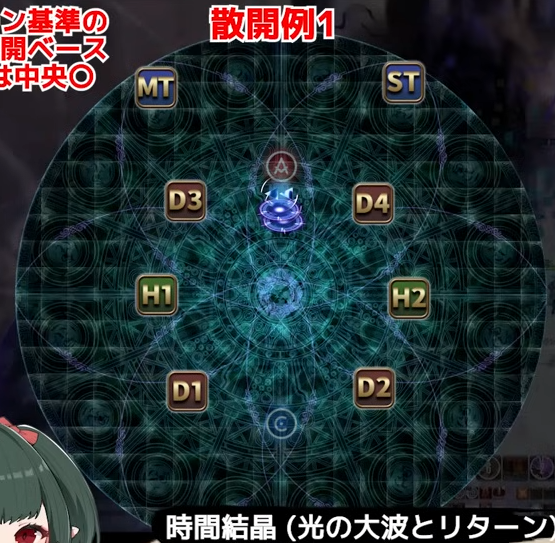 散開例1
ン基準の
開ベース
は中央〇
MT
ST
A
D3
D4
H1
H2
D1
D2
C
時間結晶 (光の大波とリターン)